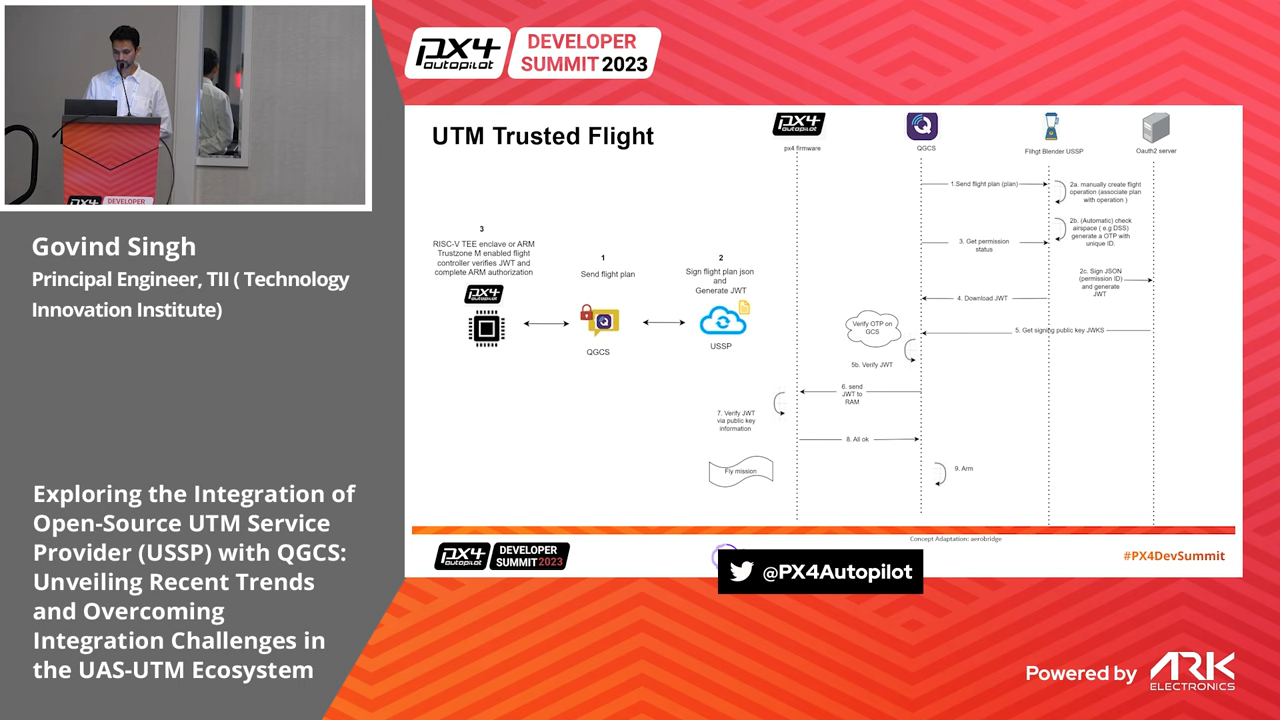 PX4 autopilot
DEVELOPER
SUMMIT 2023
Govind Singh
Principal Engineer, TII ( Technology
Innovation Institute)
Exploring the Integration of
Open-Source UTM Service
Provider (USSP) with QGCS:
Unveiling Recent Trends
and Overcoming
Integration Challenges in
the UAS-UTM Ecosystem
UTM Trusted Flight
3
RISC-V TEE enclave or ARM
Trustzone M enabled flight
controller verifies JWT and
complete ARM authorization
PX4
autopilot
1
Send flight plan
QGCS
2
Sign flight plan json
and
Generate JWT
USSP
PX4
autopilot
px4 firmware
QGCS
Flihgt Blender USSP
Oauth2 server
1.Send flight plan (plan)
2a. manually create flight
operation (associate plan
with operation )
2b. (Automatic) check
airspace ( e.g DSS)
generate a OTP with
unique ID.
3. Get permission
status
2c. Sign JSON
(permission ID)
and generate
JWT
4. Download JWT
Verify OTP on
GCS
5. Get signing public key JWKS
5b. Verify JWT
6. send
JWT to
RAM
7. Verify JWT
via public key
information
8. All ok
Fly mission
9. Arm
Concept Adaptation: aerobridge
PX4
autopilot
DEVELOPER
SUMMIT 2023
@PX4Autopilot
#PX4DevSummit
Powered by ARK
ELECTRONICS
PX4 autopilot DEVELOPER